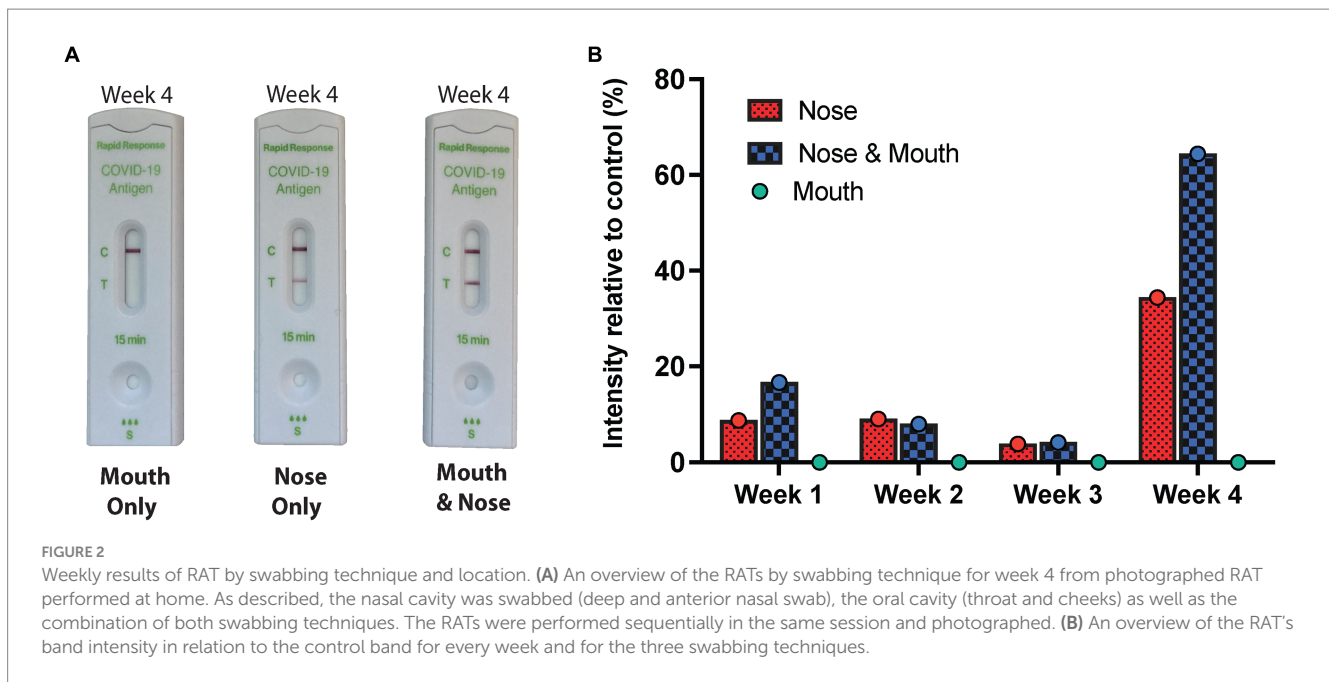 A
Week 4
Week 4
Week 4
Rapid Response
COVID-19
Antigen
C
T
15 min
S
Rapid Response
COVID-19
Antigen
C
T
15 min
S
Rapid Response
COVID-19
Antigen
C
T
15 min
S
Mouth
Only
Nose
Only
Mouth
& Nose
B
Intensity relative to control (%)
80
60
40
20
0
Nose
Nose & Mouth
Mouth
Week 1
Week 2
Week 3
Week 4
FIGURE 2
Weekly results of RAT by swabbing technique and location. (A) An overview of the RATs by swabbing technique for week 4 from photographed RAT
performed at home. As described, the nasal cavity was swabbed (deep and anterior nasal swab), the oral cavity (throat and cheeks) as well as the
combination of both swabbing techniques. The RATs were performed sequentially in the same session and photographed. (B) An overview of the RAT’s
band intensity in relation to the control band for every week and for the three swabbing techniques.